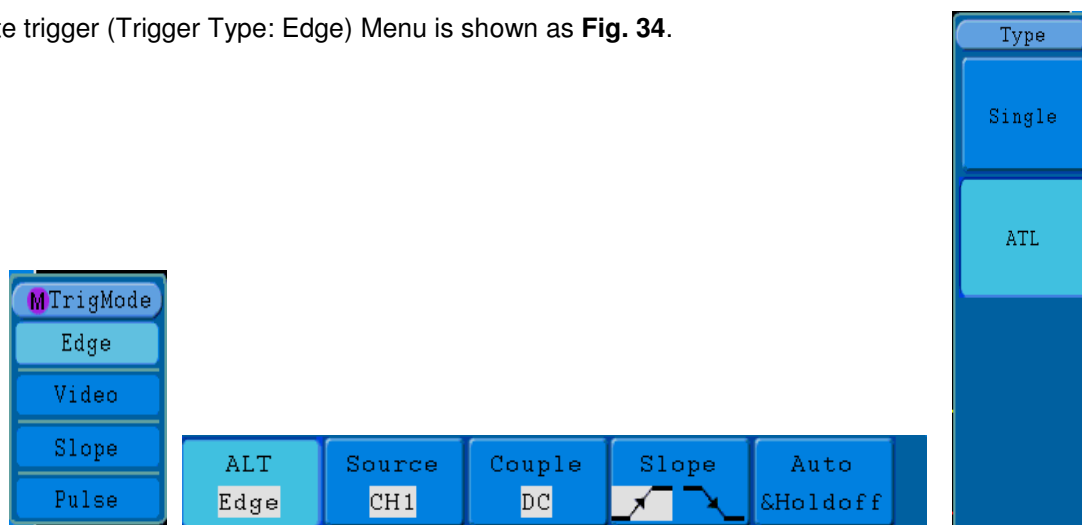 te trigger (Trigger Type: Edge) Menu is shown as Fig. 34.
Type
Single
ATL
M TrigMode
Edge
Video
Slope
Pulse
ALT Source Couple Slope Auto
Edge CH1 DC &Holdoff